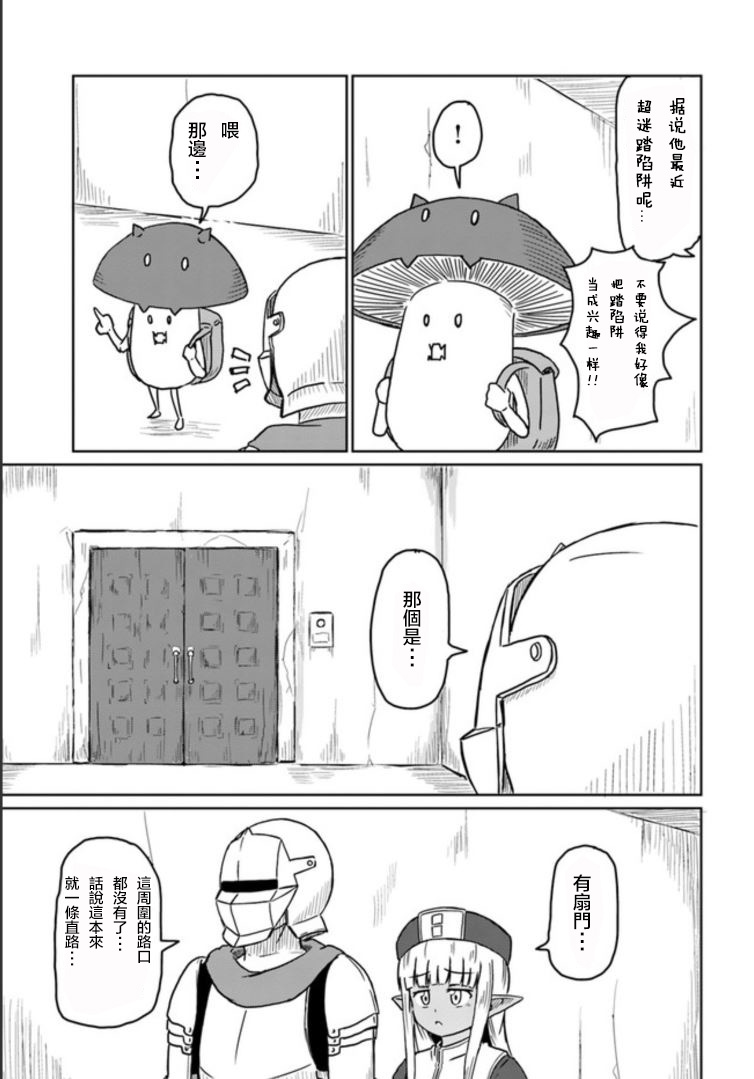 据说他最近
超迷踏陷阱呢…
不要说得我好像
把踏陷阱
当成兴趣一样!!
！
喂
那邊…
那個是…
有扇門…
這周圍的路口
都沒有了…
話說這本來
就一條直路…